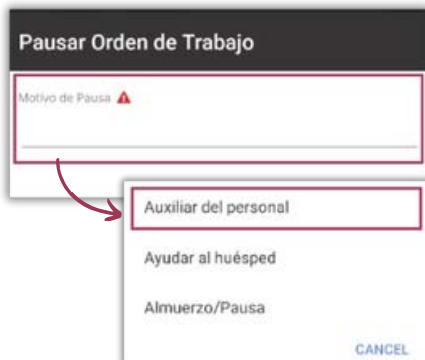 Pausar Orden de Trabajo
Motivo de Pausa
Auxiliar del personal
Ayudar al huésped
Almuerzo/Pausa
CANCEL